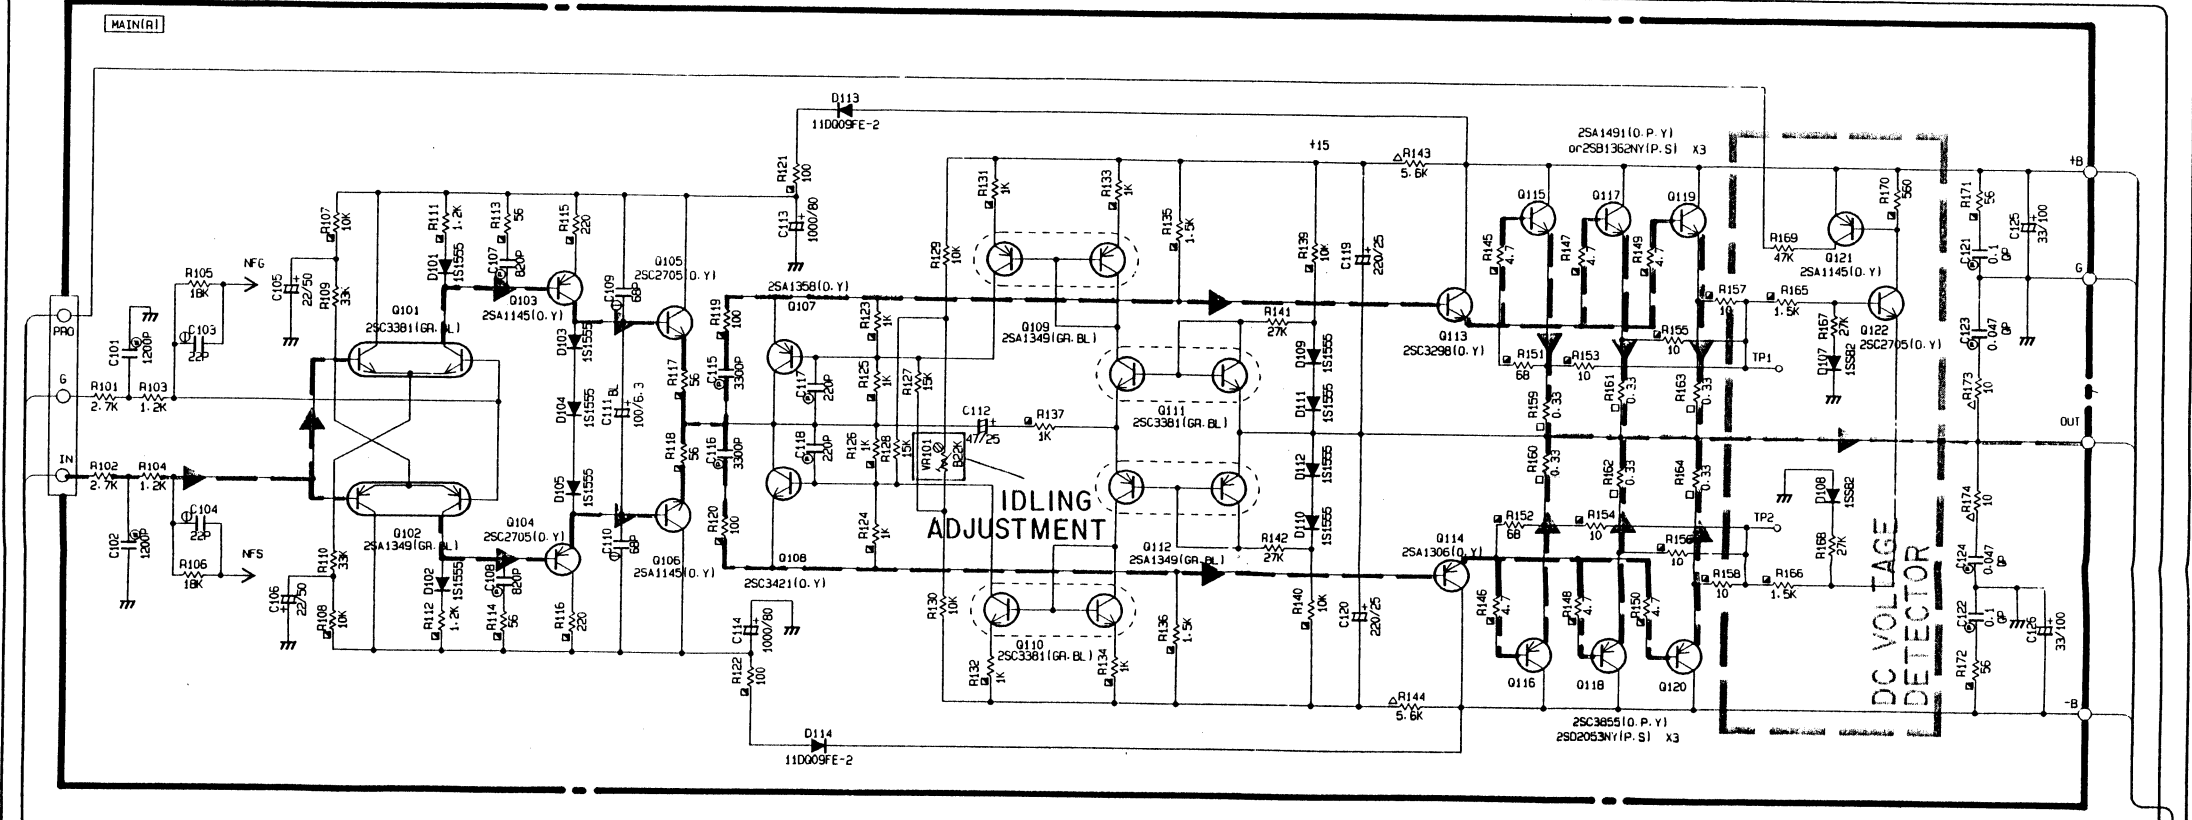 MAIN(R)
D113
11DQ09FE-2
R121
100
C113
1000/80
+15
R143
5.6K
2SA1491(O.P.Y)
or2SB1362NY(P.S) X3
+B
R107
10K
R111
1.2K
R113
56
R115
220
D101
1S1555
C107
820P
R109
33K
C105
22/50
R105
18K
NFG
C103
22P
C101
1200P
PRO
G
R101
2.7K
R103
1.2K
IN
R102
2.7K
R104
1.2K
C104
22P
C102
1200P
R106
18K
NFS
Q101
2SC3381(GR.BL)
Q103
2SA1145(O.Y)
C109
68P
Q105
2SC2705(O.Y)
D103
1S1555
D104
1S1555
D105
1S1555
C111
BL
100/6.3
R117
56
R118
56
R119
100
C115
3300P
C116
3300P
R120
100
2SA1358(O.Y)
Q107
C117
220P
C118
220P
R123
1K
R125
1K
R126
1K
R124
1K
R127
15K
R128
15K
VR101
B22K
R129
10K
R131
1K
R133
1K
R135
1.5K
Q109
2SA1349(GR.BL)
C112
47/25
R137
1K
IDLING
ADJUSTMENT
Q111
2SC3381(GR.BL)
Q112
2SA1349(GR.BL)
R141
27K
R142
27K
R139
10K
C119
220/25
D109
1S1555
D111
1S1555
D112
1S1555
D110
1S1555
R140
10K
C120
220/25
Q102
2SA1349(GR.BL)
R110
33K
C106
22/50
R108
10K
D102
1S1555
R112
1.2K
C108
820P
R114
56
Q104
2SC2705(O.Y)
R116
220
C110
68P
Q106
2SA1145(O.Y)
Q108
2SC3421(O.Y)
C114
1000/80
R122
100
D114
11DQ09FE-2
R130
10K
R132
1K
Q110
2SC3381(GR.BL)
R134
1K
R136
1.5K
R144
5.6K
Q113
2SC3298(O.Y)
Q114
2SA1306(O.Y)
Q115
Q117
Q119
R145
4.7
R147
4.7
R149
4.7
R151
68
R153
10
R155
10
R157
10
R165
1.5K
TP1
R159
0.33
R161
0.33
R163
0.33
R160
0.33
R162
0.33
R164
0.33
R152
68
R154
10
R156
10
R158
10
R166
1.5K
TP2
R146
4.7
R148
4.7
R150
4.7
Q116
Q118
Q120
2SC3855(O.P.Y)
2SD2053NY(P.S) X3
R169
47K
Q121
2SA1145(O.Y)
R170
560
R167
27K
Q122
2SC2705(O.Y)
D107
1SS82
D108
1SS82
R168
27K
DC VOLTAGE
DETECTOR
R171
56
C121
0.1
C125
33/100
G
C123
0.047
R173
10
OUT
R174
10
C124
0.047
C122
0.1
R172
56
C126
33/100
-B